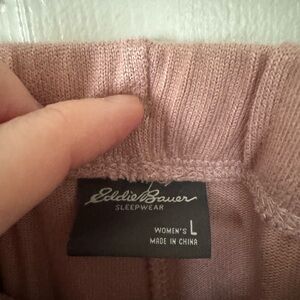 Eddie Bauer
SLEEPWEAR
WOMEN'S L
MADE IN CHINA